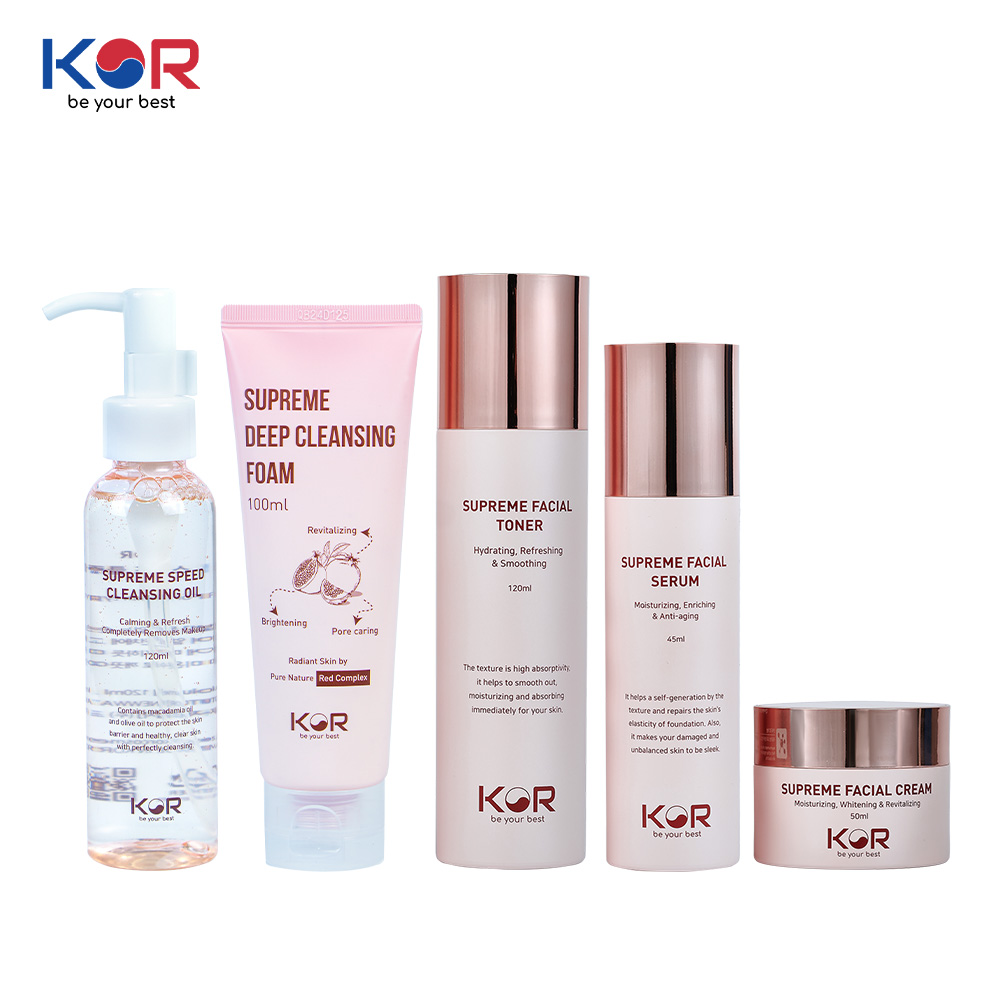 KOR
be your best
SUPREME SPEED
CLEANSING OIL
Calming & Refresh
Completely Removes Makeup
120ml
Contains macadamia oil
and olive oil to protect the skin
barrier and healthy, clear skin
with perfectly cleansing.
KOR
be your best
SUPREME
DEEP CLEANSING
FOAM
100ml
Revitalizing
Brightening
Pore caring
Radiant Skin by
Pure Nature Red Complex
KOR
be your best
SUPREME FACIAL
TONER
Hydrating, Refreshing
& Smoothing
120ml
The texture is high absorptivity,
it helps to smooth out,
moisturizing and absorbing
immediately for your skin.
KOR
be your best
SUPREME FACIAL
SERUM
Moisturizing, Enriching
& Anti-aging
45ml
It helps a self-generation by the
texture and repairs the skin's
elasticity of foundation. Also,
it makes your damaged and
unbalanced skin to be sleek.
KOR
be your best
SUPREME FACIAL CREAM
Moisturizing, Whitening & Revitalizing
50ml
KOR
be your best